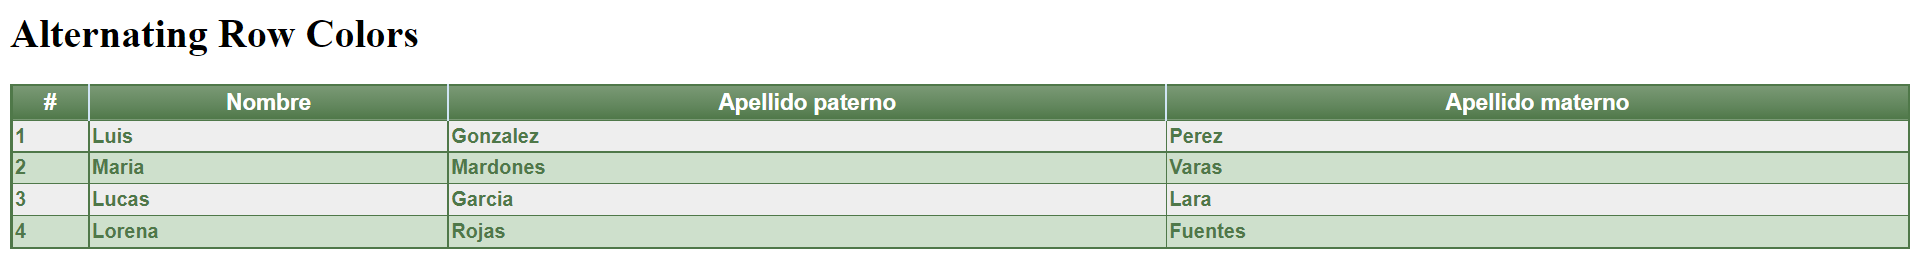 Alternating Row Colors
# Nombre Apellido paterno Apellido materno
1 Luis Gonzalez Perez
2 Maria Mardones Varas
3 Lucas Garcia Lara
4 Lorena Rojas Fuentes